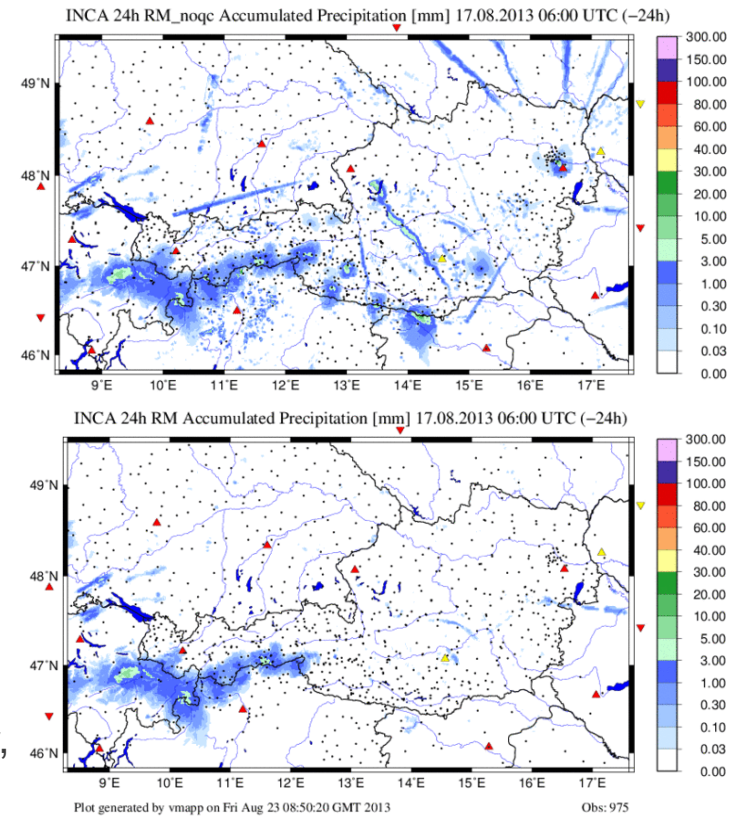 INCA 24h RM_noqc Accumulated Precipitation [mm] 17.08.2013 06:00 UTC (−24h)
300.00
150.00
100.00
80.00
60.00
40.00
30.00
20.00
10.00
5.00
3.00
1.00
0.30
0.10
0.03
0.00
49°N
48°N
47°N
46°N
9°E 10°E 11°E 12°E 13°E 14°E 15°E 16°E 17°E
INCA 24h RM Accumulated Precipitation [mm] 17.08.2013 06:00 UTC (−24h)
300.00
150.00
100.00
80.00
60.00
40.00
30.00
20.00
10.00
5.00
3.00
1.00
0.30
0.10
0.03
0.00
49°N
48°N
47°N
46°N
,
9°E 10°E 11°E 12°E 13°E 14°E 15°E 16°E 17°E
Plot generated by vmapp on Fri Aug 23 08:50:20 GMT 2013 Obs: 975